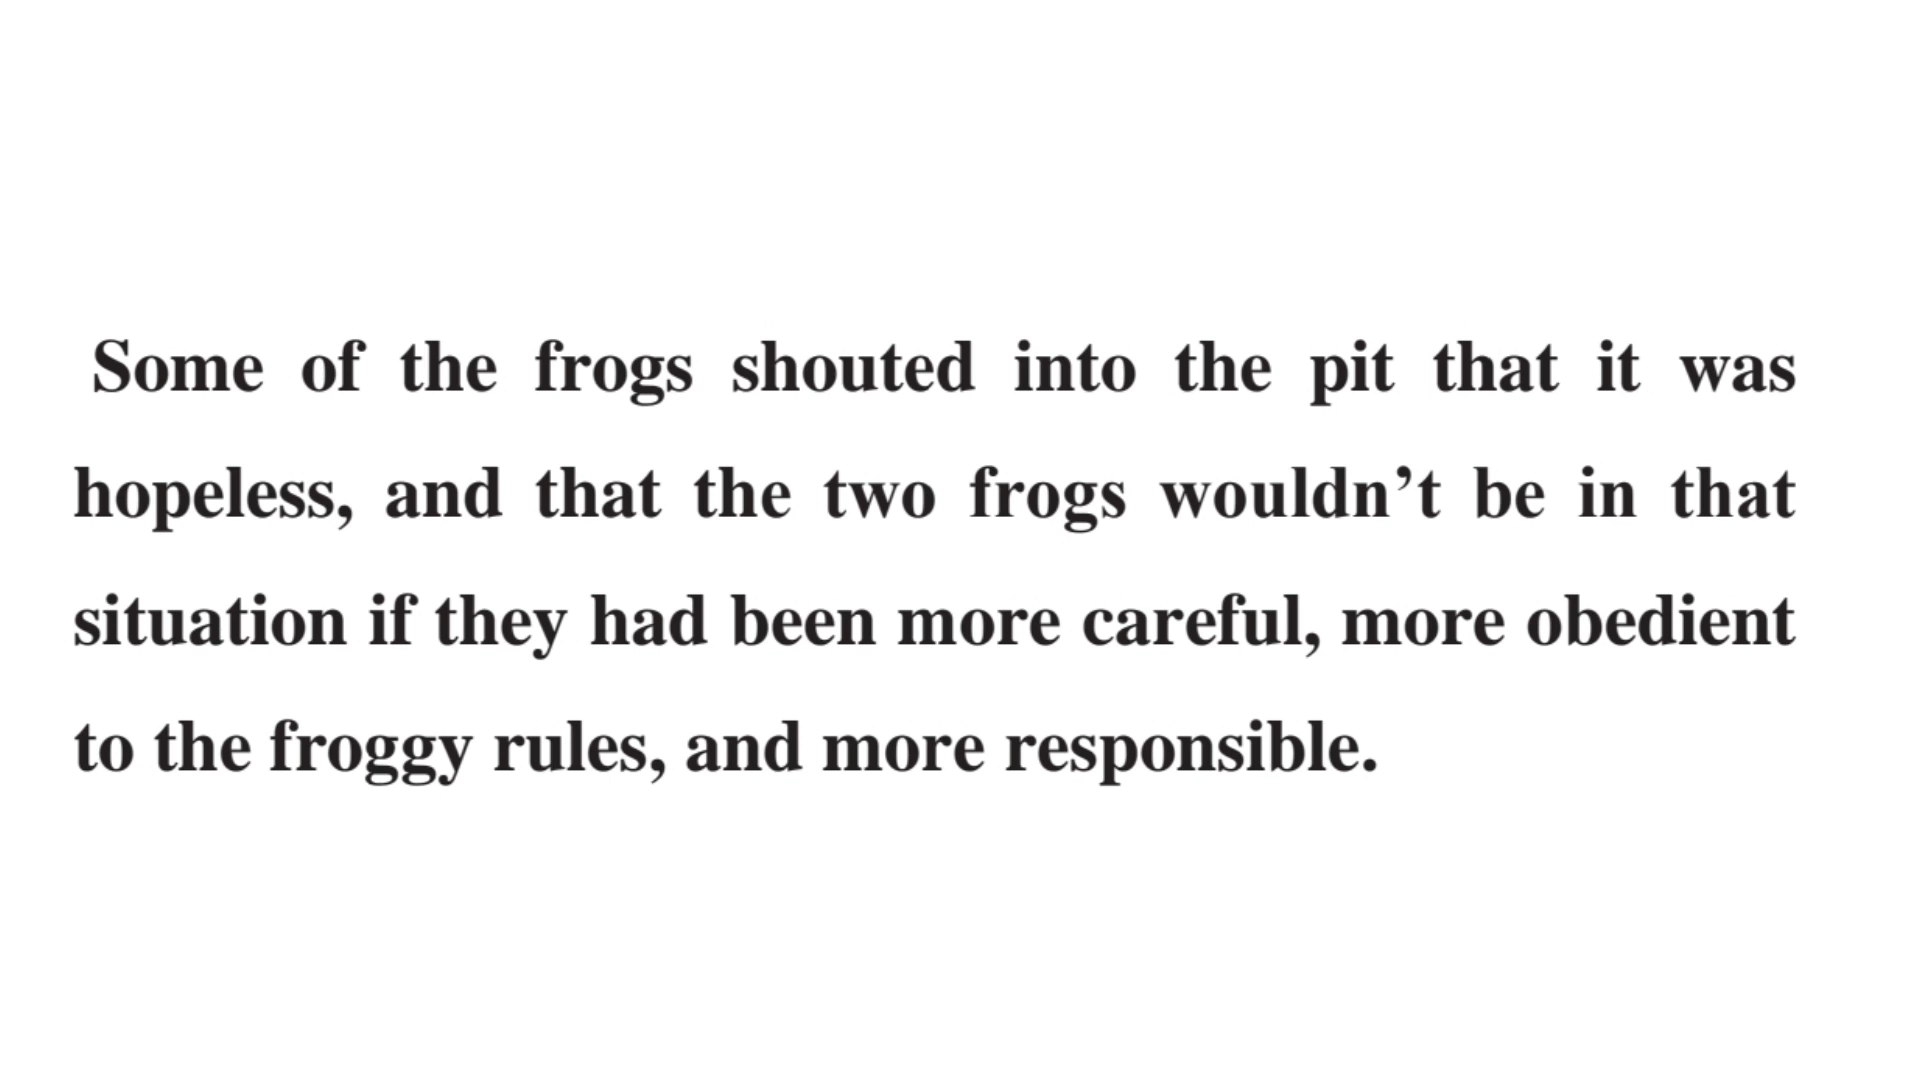 Some of the frogs shouted into the pit that it was
hopeless, and that the two frogs wouldn’t be in that
situation if they had been more careful, more obedient
to the froggy rules, and more responsible.